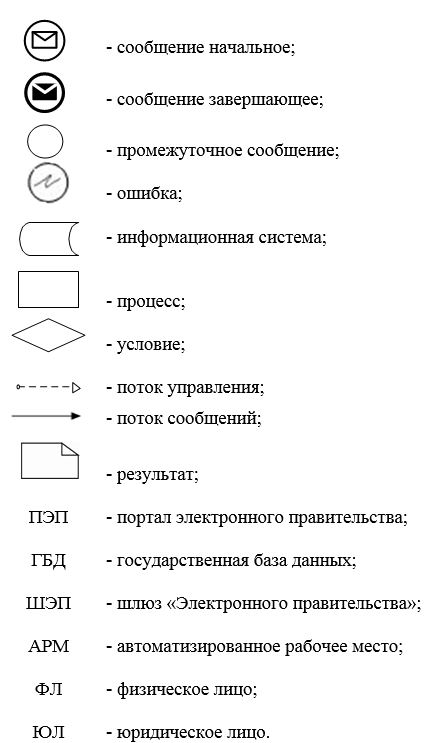 - сообщение начальное;
- сообщение завершающее;
- промежуточное сообщение;
- ошибка;
- информационная система;
- процесс;
- условие;
- поток управления;
- поток сообщений;
- результат;
ПЭП - портал электронного правительства;
ГБД - государственная база данных;
ШЭП - шлюз «Электронного правительства»;
АРМ - автоматизированное рабочее место;
ФЛ - физическое лицо;
ЮЛ - юридическое лицо.